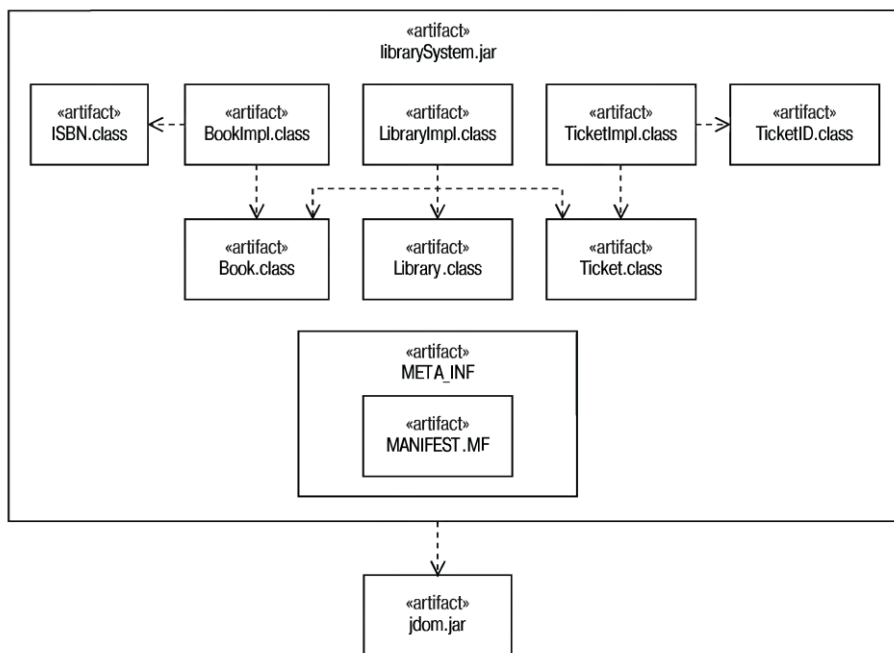 «artifact»
librarySystem.jar
«artifact»
ISBN.class
«artifact»
BookImpl.class
«artifact»
LibraryImpl.class
«artifact»
TicketImpl.class
«artifact»
TicketID.class
«artifact»
Book.class
«artifact»
Library.class
«artifact»
Ticket.class
«artifact»
META_INF
«artifact»
MANIFEST.MF
«artifact»
jdom.jar